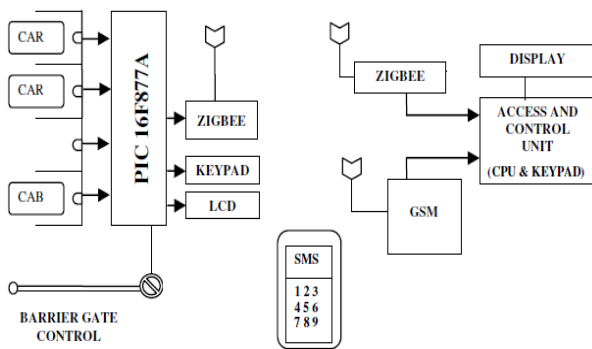 CAR
CAR
CAB
PIC 16F877A
ZIGBEE
KEYPAD
LCD
BARRIER GATE
CONTROL
SMS
1 2 3
4 5 6
7 8 9
ZIGBEE
GSM
DISPLAY
ACCESS AND
CONTROL
UNIT
(CPU & KEYPAD)